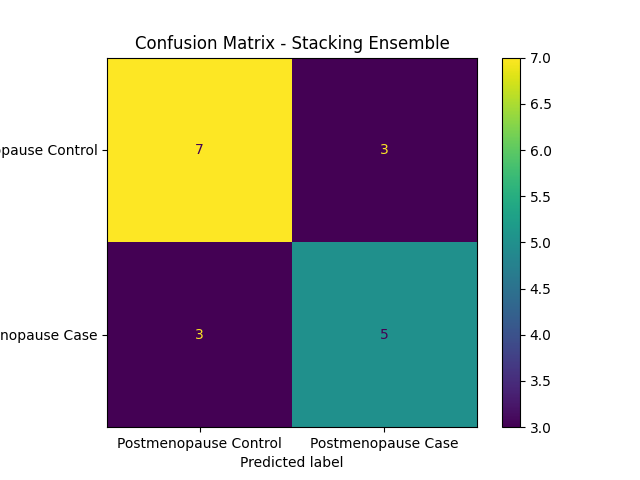 Confusion Matrix - Stacking Ensemble
7.0
6.5
6.0
5.5
5.0
4.5
4.0
3.5
3.0
pause Control
7
3
nopause Case
3
5
Postmenopause Control
Postmenopause Case
Predicted label